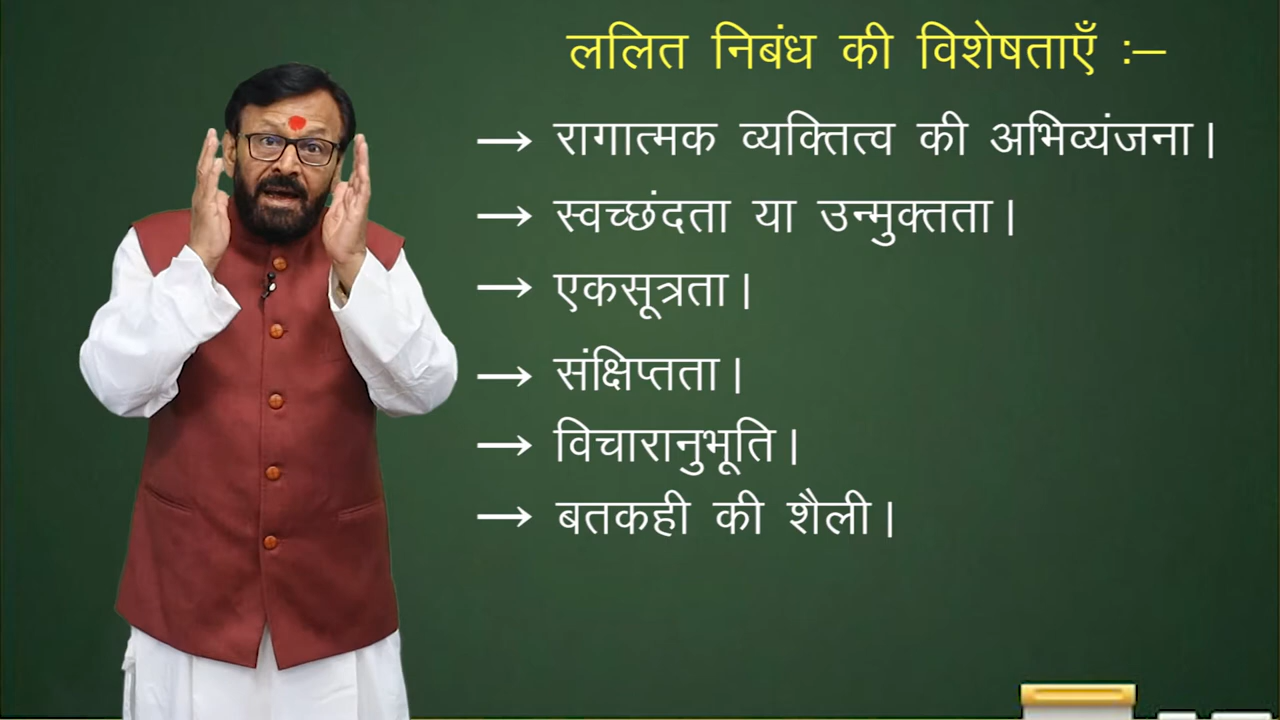 ललित निबंध की विशेषताएँ :–
→ रागात्मक व्यक्तित्व की अभिव्यंजना।
→ स्वच्छंदता या उन्मुक्तता।
→ एकसूत्रता।
→ संक्षिप्तता।
→ विचारानुभूति।
→ बतकही की शैली।